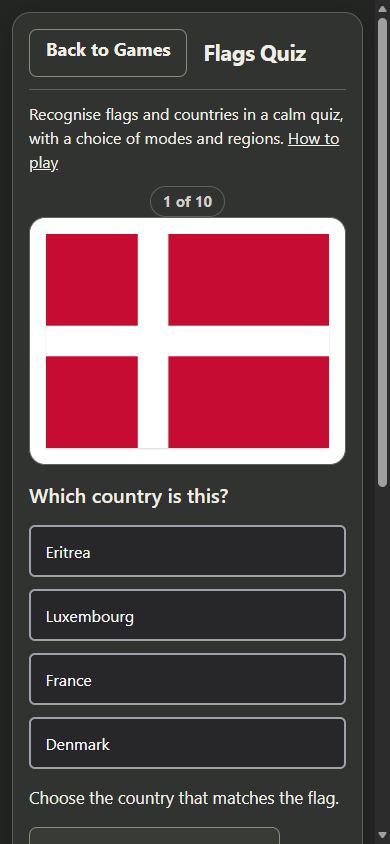 Back to Games
Flags Quiz
Recognise flags and countries in a calm quiz,
with a choice of modes and regions. How to
play
1 of 10
Which country is this?
Eritrea
Luxembourg
France
Denmark
Choose the country that matches the flag.